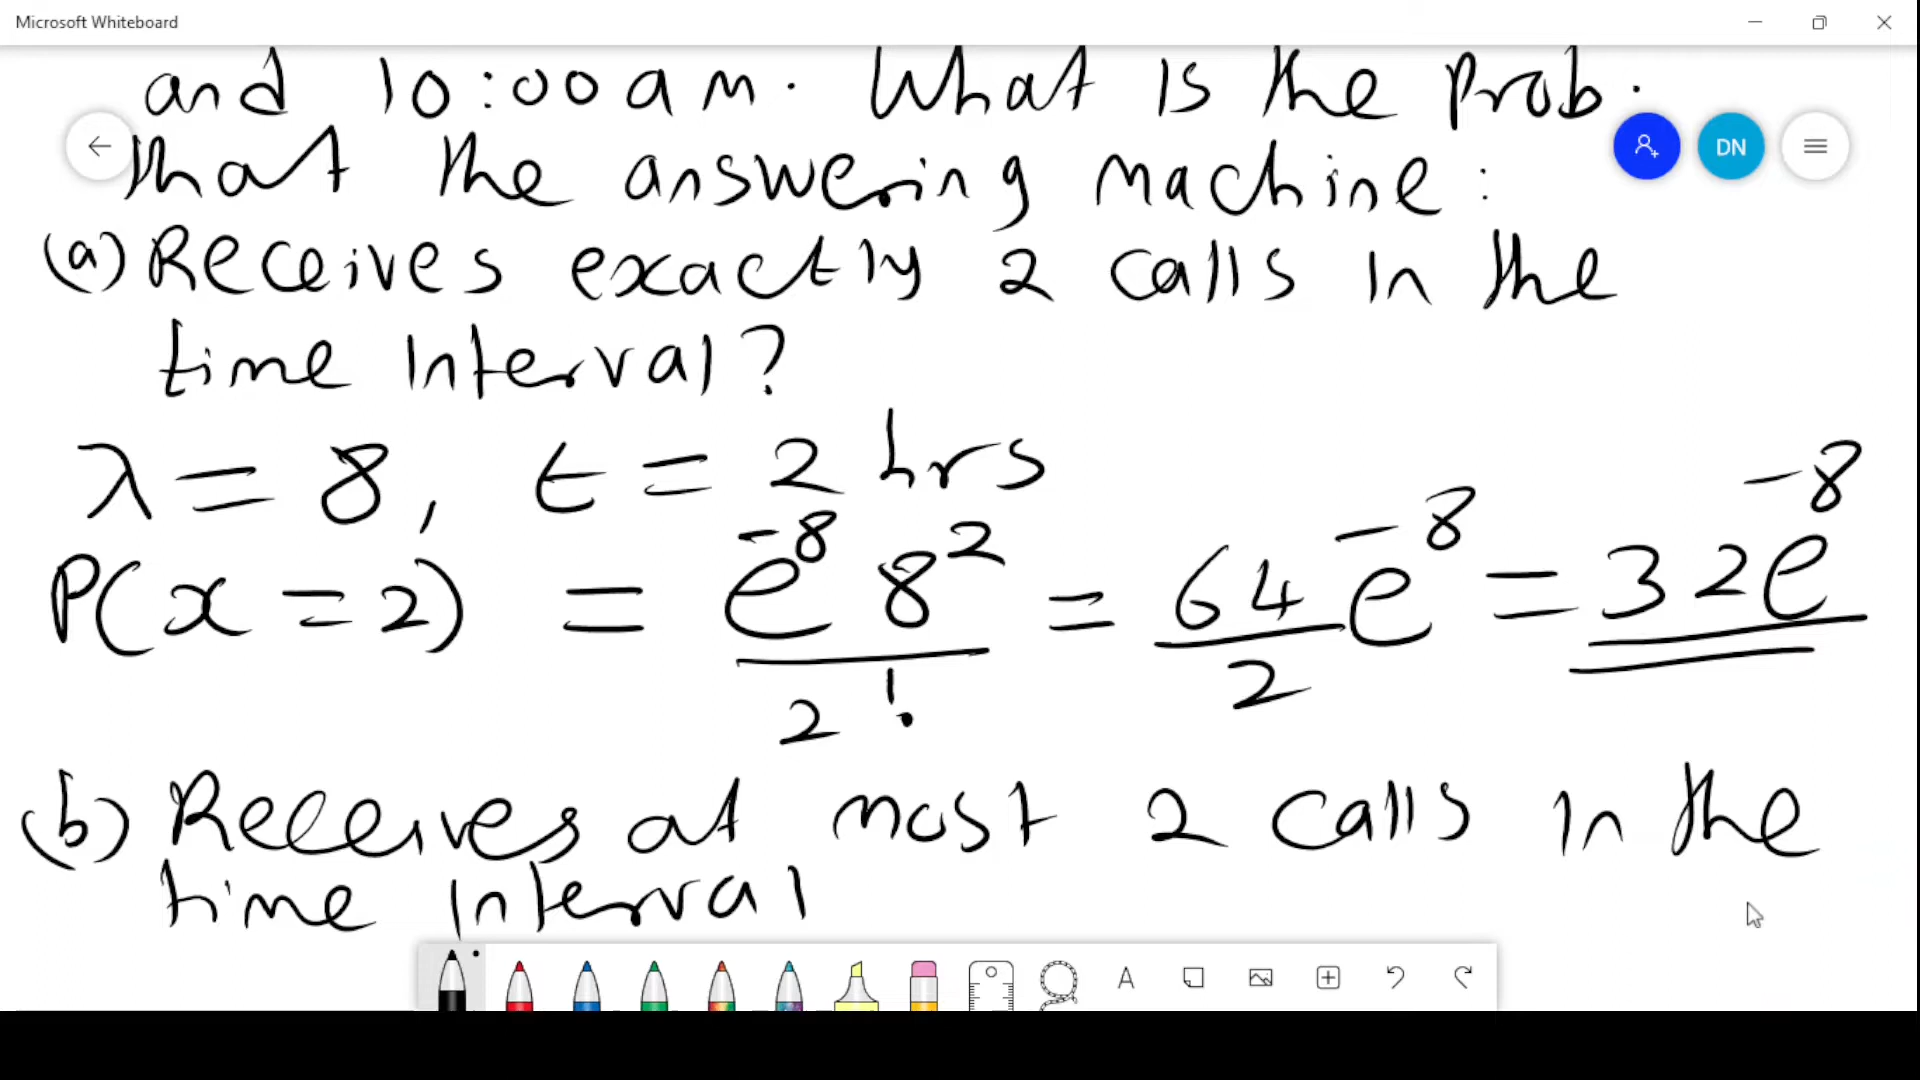 Microsoft Whiteboard
and 10:00am. What is the prob.
that the answering machine:
DN
(a) Receives exactly 2 calls in the
time interval?
λ = 8, t = 2 hrs
P(x = 2) = e^-8 8^2 / 2! = 64/2 e^-8 = 32e^-8
(b) Receives at most 2 calls in the
time interval
A